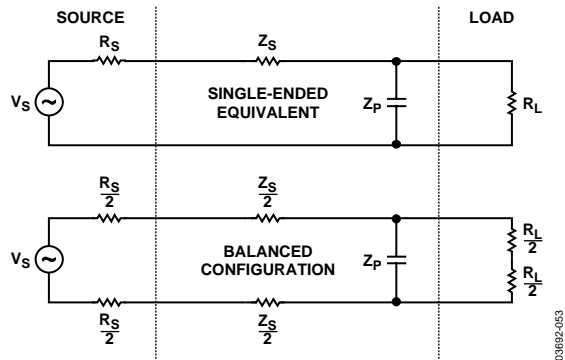 SOURCE
LOAD
RS
ZS
VS
SINGLE-ENDED
EQUIVALENT
ZP
RL
RS
2
ZS
2
VS
BALANCED
CONFIGURATION
ZP
RL
2
RL
2
RS
2
ZS
2
03692-053